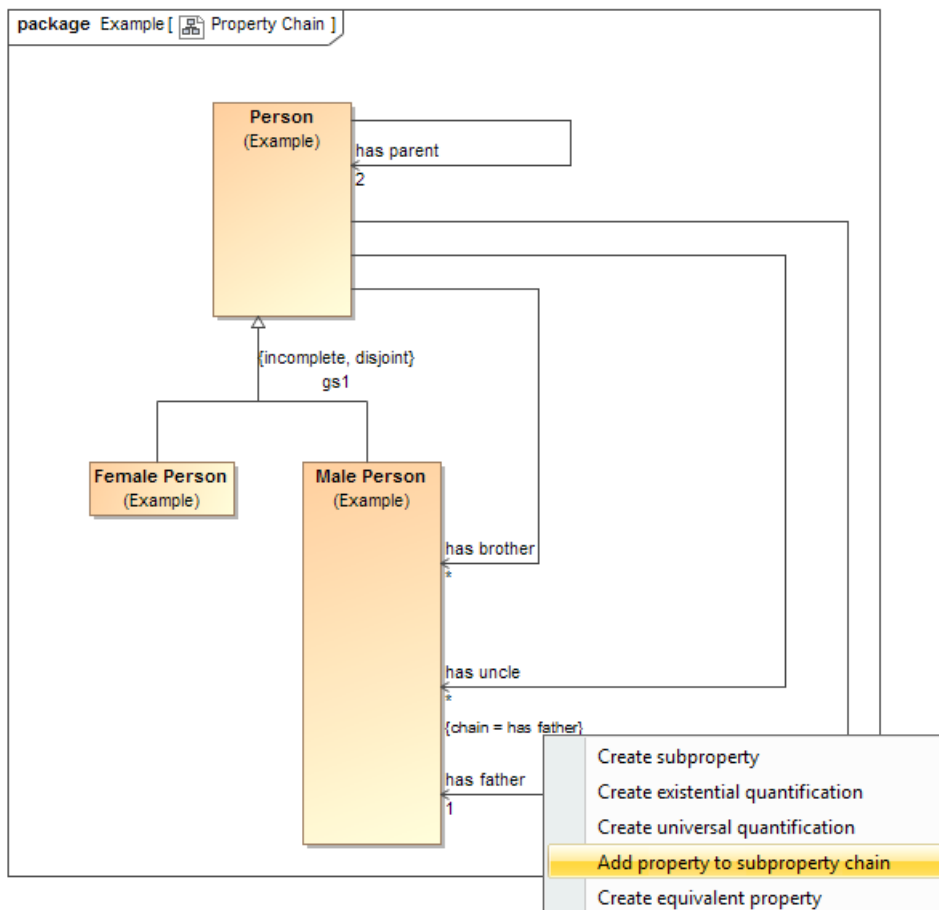 package Example [ Property Chain ]
Person
(Example)
has parent
2
{incomplete, disjoint}
gs1
Female Person
(Example)
Male Person
(Example)
has brother
*
has uncle
*
{chain = has father}
has father
1
Create subproperty
Create existential quantification
Create universal quantification
Add property to subproperty chain
Create equivalent property